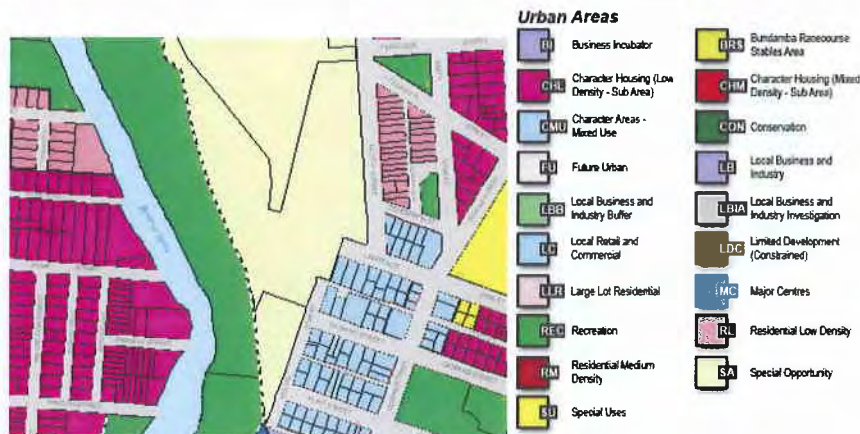 Urban Areas
BI Business Incubator
CHL Character Housing (Low
Density - Sub Area)
CMU Character Areas -
Mixed Use
FU Future Urban
LBB Local Business and
Industry Buffer
LC Local Retail and
Commercial
LLR Large Lot Residential
REC Recreation
RM Residential Medium
Density
SU Special Uses
BRS Bundamba Racecourse
Stables Area
CHM Character Housing (Mixed
Density - Sub Area)
CON Conservation
LB Local Business and
Industry
LBIA Local Business and
Industry Investigation
LDC Limited Development
(Constrained)
MC Major Centres
RL Residential Low Density
SA Special Opportunity